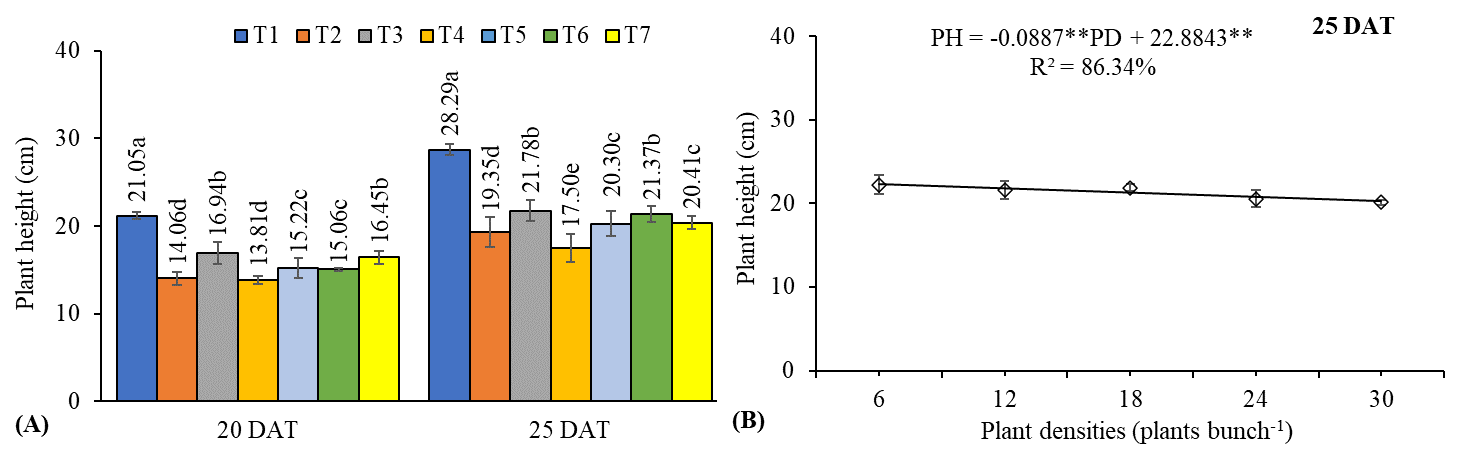 T1 T2 T3 T4 T5 T6 T7
Plant height (cm)
40
30
20
10
0
21.05a
14.06d
16.94b
13.81d
15.22c
15.06c
16.45b
28.29a
19.35d
21.78b
17.50e
20.30c
21.37b
20.41c
20 DAT
25 DAT
(A)
25 DAT
PH = -0.0887**PD + 22.8843**
R² = 86.34%
Plant height (cm)
40
30
20
10
0
6 12 18 24 30
Plant densities (plants bunch⁻¹)
(B)